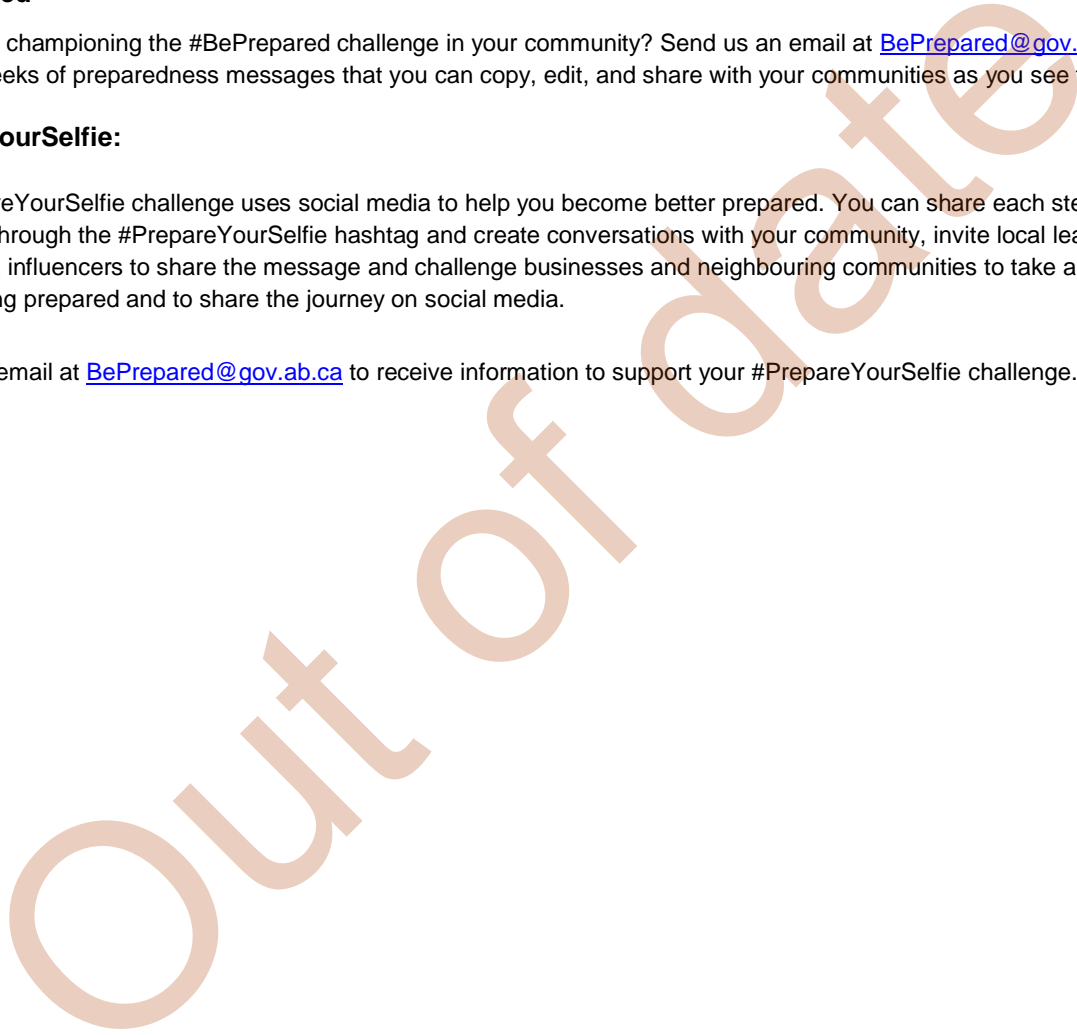 championing the #BePrepared challenge in your community? Send us an email at BePrepared@gov.
eeks of preparedness messages that you can copy, edit, and share with your communities as you see
ourSelfie:
eYourSelfie challenge uses social media to help you become better prepared. You can share each ste
hrough the #PrepareYourSelfie hashtag and create conversations with your community, invite local lea
influencers to share the message and challenge businesses and neighbouring communities to take a
ng prepared and to share the journey on social media.
email at BePrepared@gov.ab.ca to receive information to support your #PrepareYourSelfie challenge.
Out of date